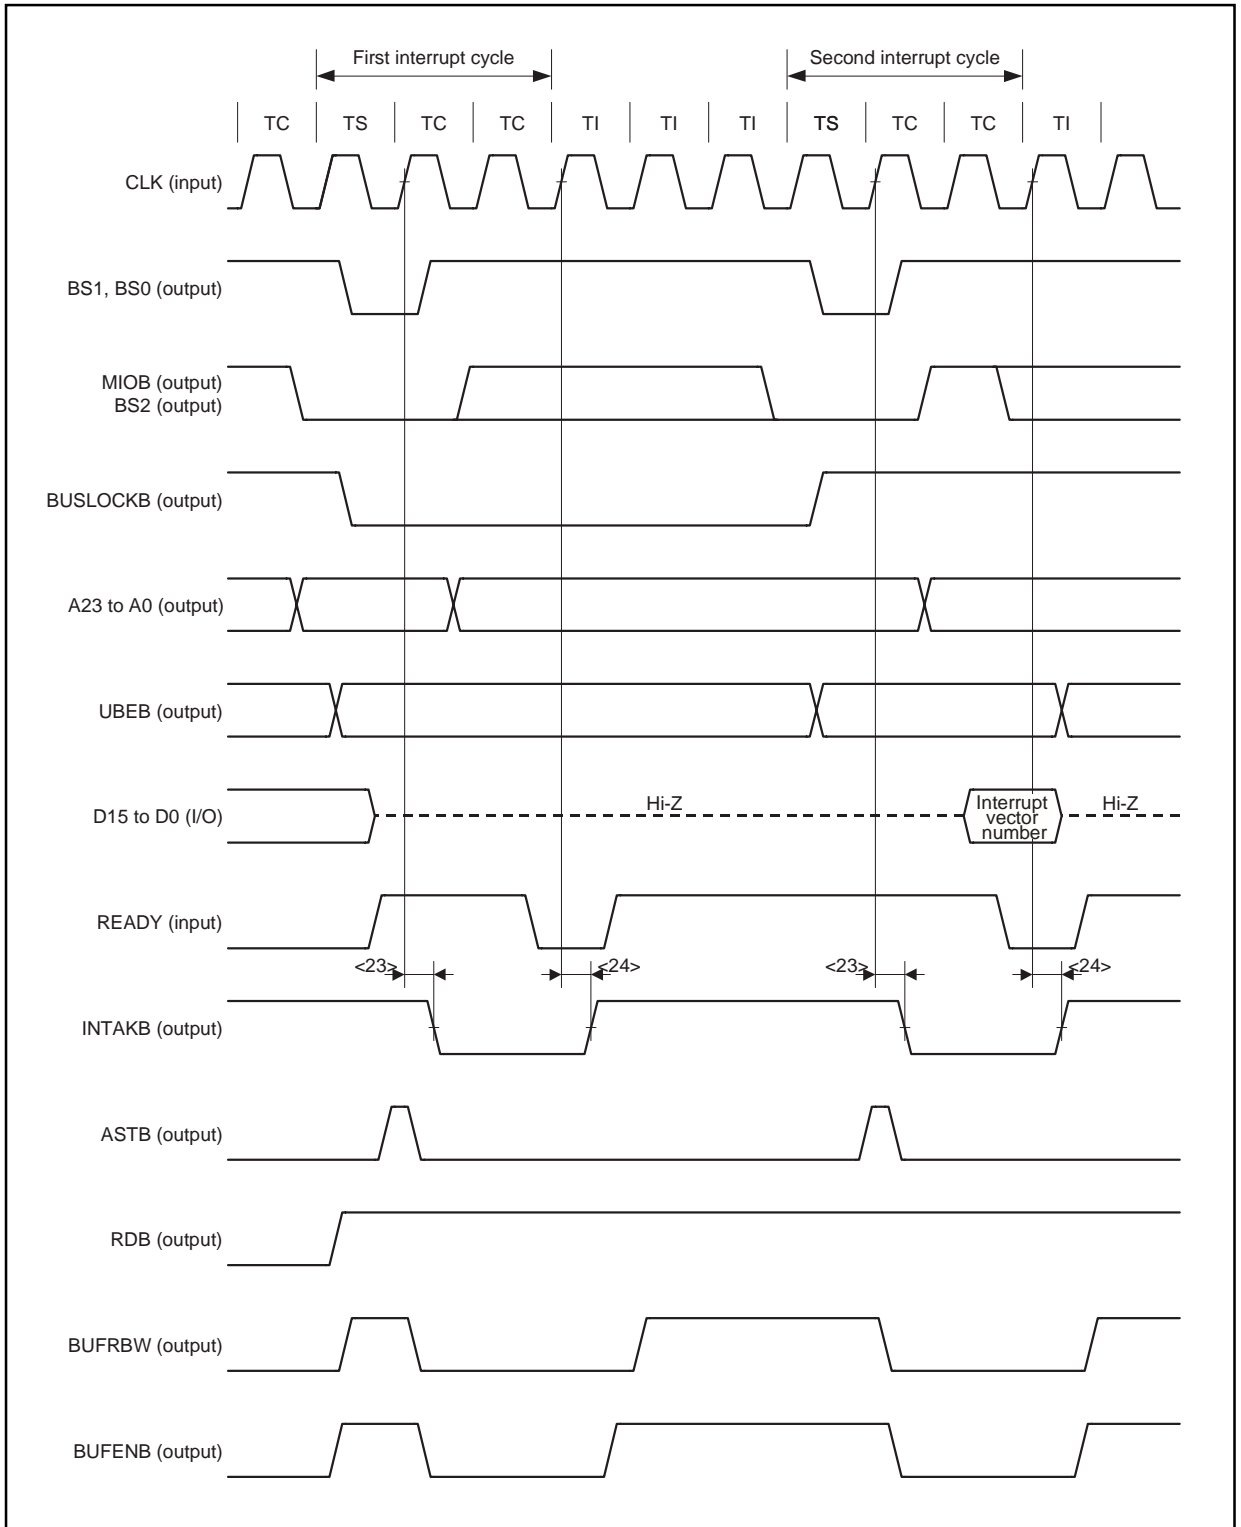 First interrupt cycle Second interrupt cycle
TC TS TC TC TI TI TI TS TC TC TI
CLK (input)
BS1, BS0 (output)
MIOB (output)
BS2 (output)
BUSLOCKB (output)
A23 to A0 (output)
UBEB (output)
D15 to D0 (I/O) Hi-Z Interrupt vector number Hi-Z
READY (input)
<23> <24> <23> <24>
INTAKB (output)
ASTB (output)
RDB (output)
BUFRBW (output)
BUFENB (output)